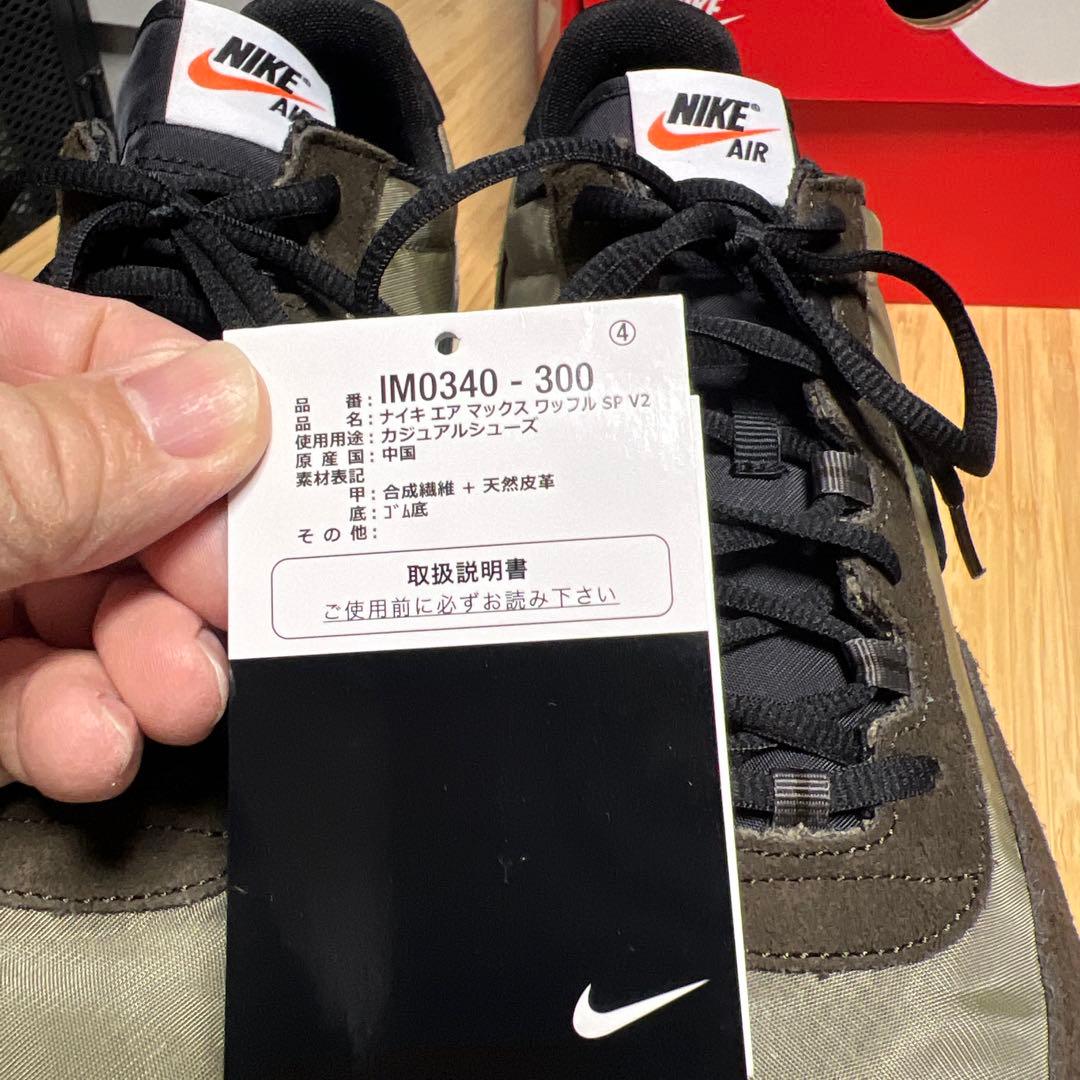 NIKE
AIR
NIKE
AIR
④
品 番: IM0340 - 300
品 名: ナイキ エア マックス ワッフル SP V2
使用用途: カジュアルシューズ
原 産 国: 中国
素材表記
甲: 合成繊維 + 天然皮革
底: ゴム底
そ の 他:
取扱説明書
ご使用前に必ずお読み下さい